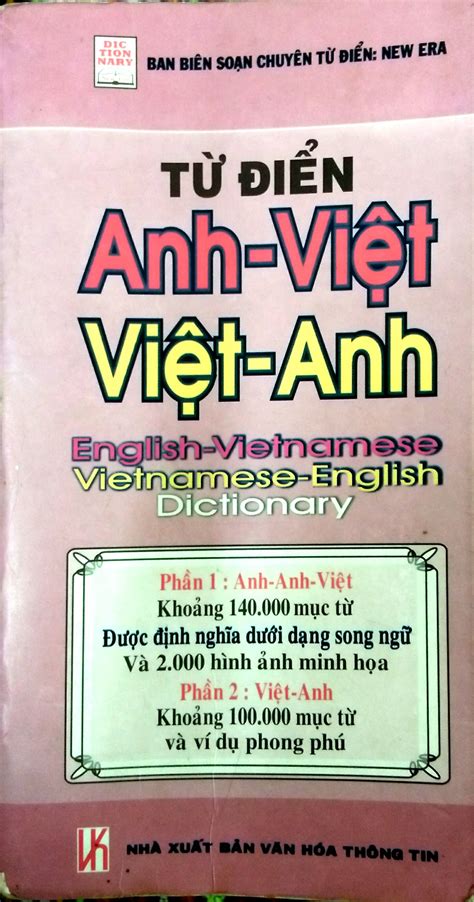 DIC
TION
NARY
BAN BIÊN SOẠN CHUYÊN TỪ ĐIỂN: NEW ERA
TỪ ĐIỂN
Anh-Việt
Việt-Anh
English-Vietnamese
Vietnamese-English
Dictionary
Phần 1 : Anh-Anh-Việt
Khoảng 140.000 mục từ
Được định nghĩa dưới dạng song ngữ
Và 2.000 hình ảnh minh họa
Phần 2 : Việt-Anh
Khoảng 100.000 mục từ
và ví dụ phong phú
NHÀ XUẤT BẢN VĂN HÓA THÔNG TIN